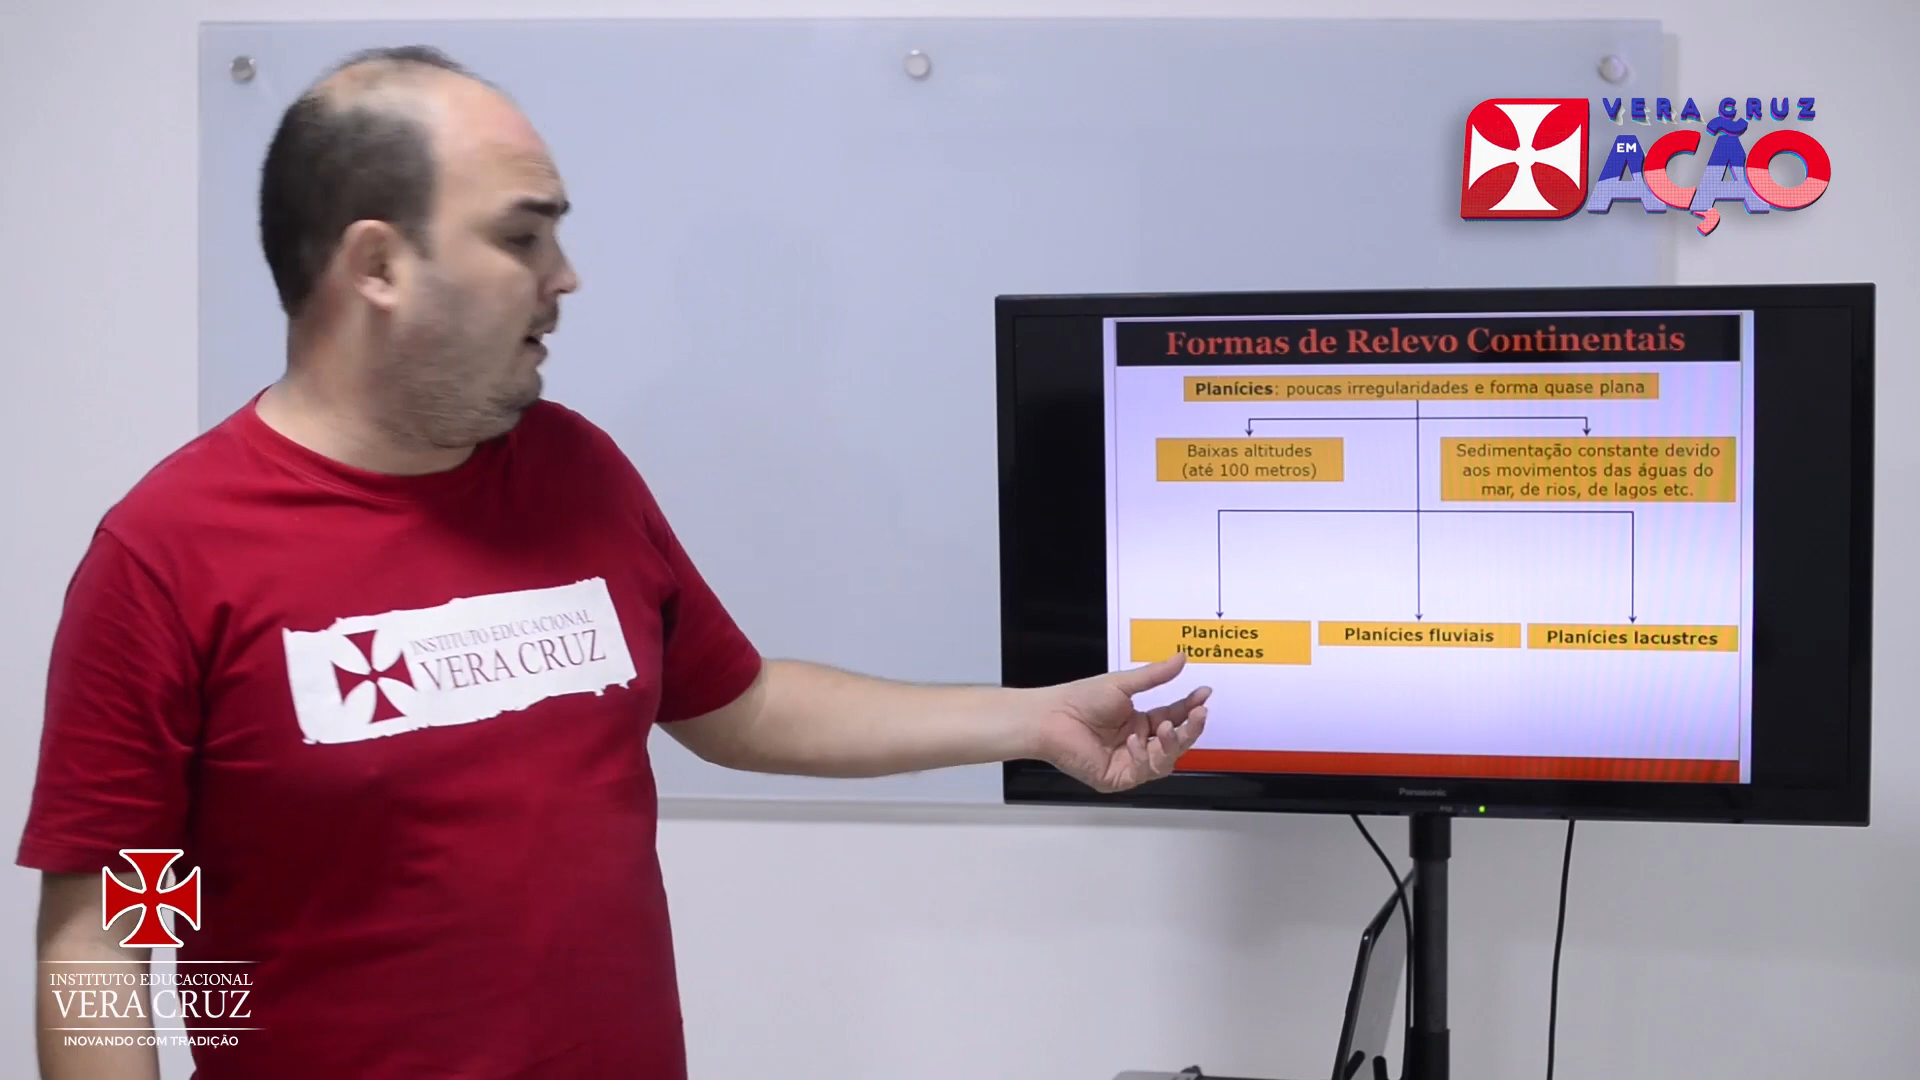 VERA CRUZ
EM
AÇÃO
Formas de Relevo Continentais
Planícies: poucas irregularidades e forma quase plana
Baixas altitudes
(até 100 metros)
Sedimentação constante devido
aos movimentos das águas do
mar, de rios, de lagos etc.
Planícies
litorâneas
Planícies fluviais
Planícies lacustres
Panasonic
INSTITUTO EDUCACIONAL
VERA CRUZ
INSTITUTO EDUCACIONAL
VERA CRUZ
INOVANDO COM TRADIÇÃO